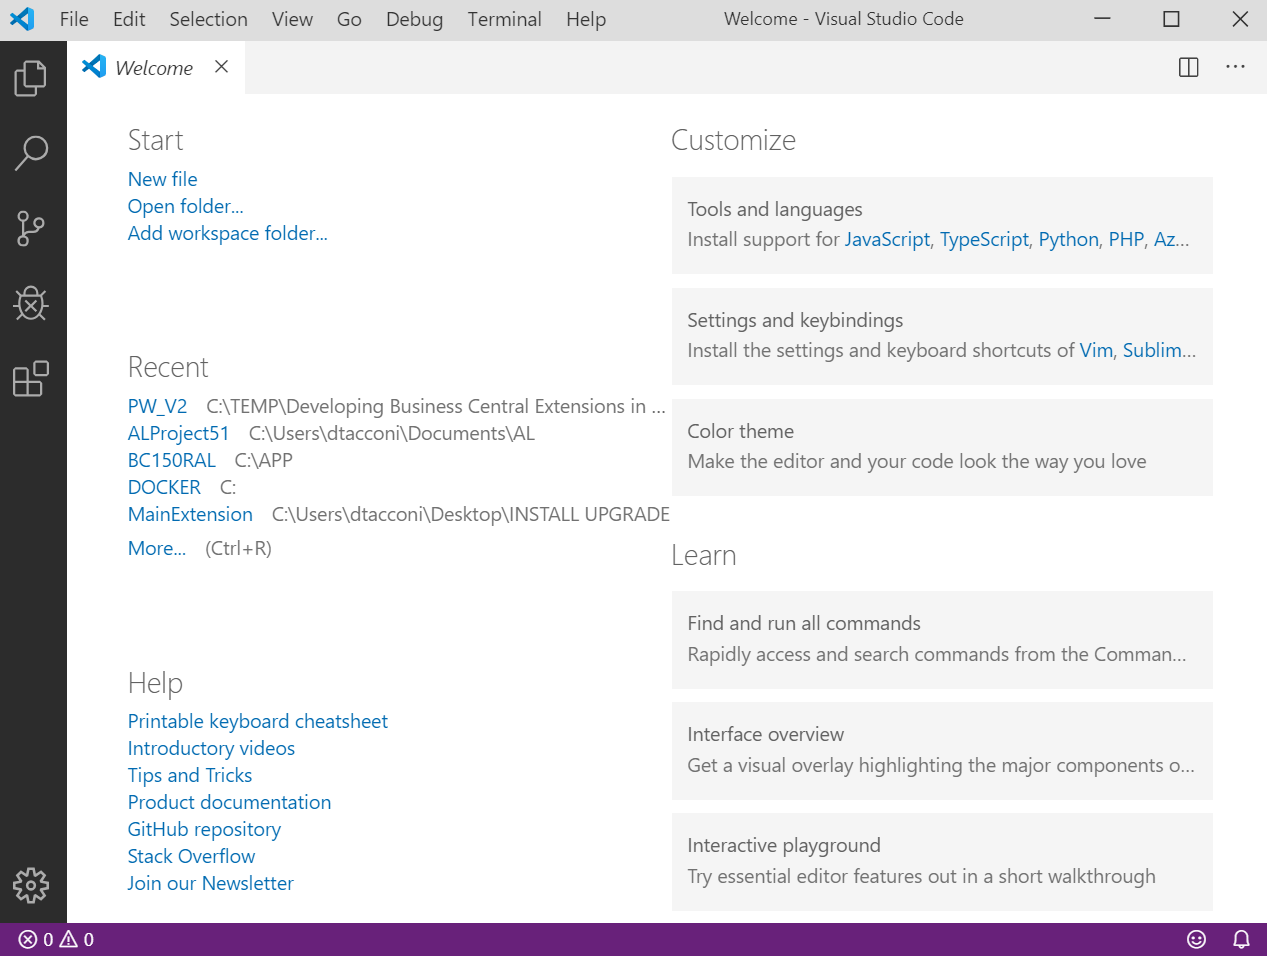 File Edit Selection View Go Debug Terminal Help Welcome - Visual Studio Code
Welcome
Start
New file
Open folder...
Add workspace folder...
Recent
PW_V2 C:\TEMP\Developing Business Central Extensions in ...
ALProject51 C:\Users\dtacconi\Documents\AL
BC150RAL C:\APP
DOCKER C:
MainExtension C:\Users\dtacconi\Desktop\INSTALL UPGRADE
More... (Ctrl+R)
Help
Printable keyboard cheatsheet
Introductory videos
Tips and Tricks
Product documentation
GitHub repository
Stack Overflow
Join our Newsletter
Customize
Tools and languages
Install support for JavaScript, TypeScript, Python, PHP, Az...
Settings and keybindings
Install the settings and keyboard shortcuts of Vim, Sublim...
Color theme
Make the editor and your code look the way you love
Learn
Find and run all commands
Rapidly access and search commands from the Comman...
Interface overview
Get a visual overlay highlighting the major components o...
Interactive playground
Try essential editor features out in a short walkthrough
0 0